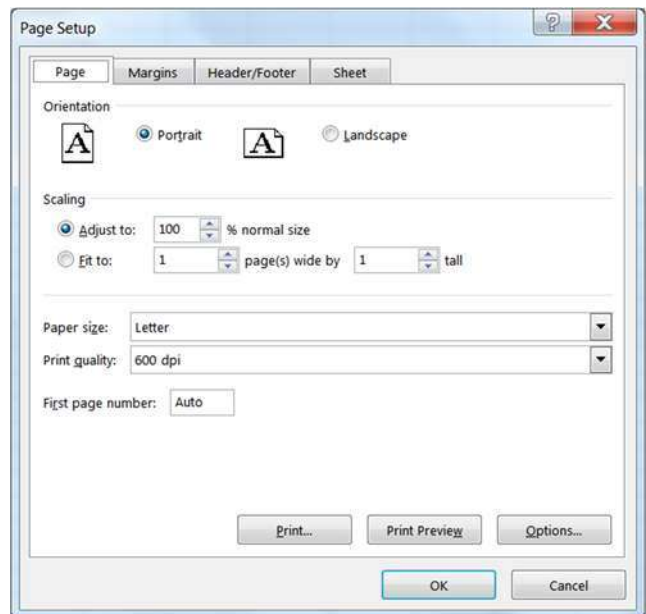 Page Setup
Page Margins Header/Footer Sheet
Orientation
A Portrait A Landscape
Scaling
Adjust to: 100 % normal size
Fit to: 1 page(s) wide by 1 tall
Paper size: Letter
Print quality: 600 dpi
First page number: Auto
Print... Print Preview Options...
OK Cancel